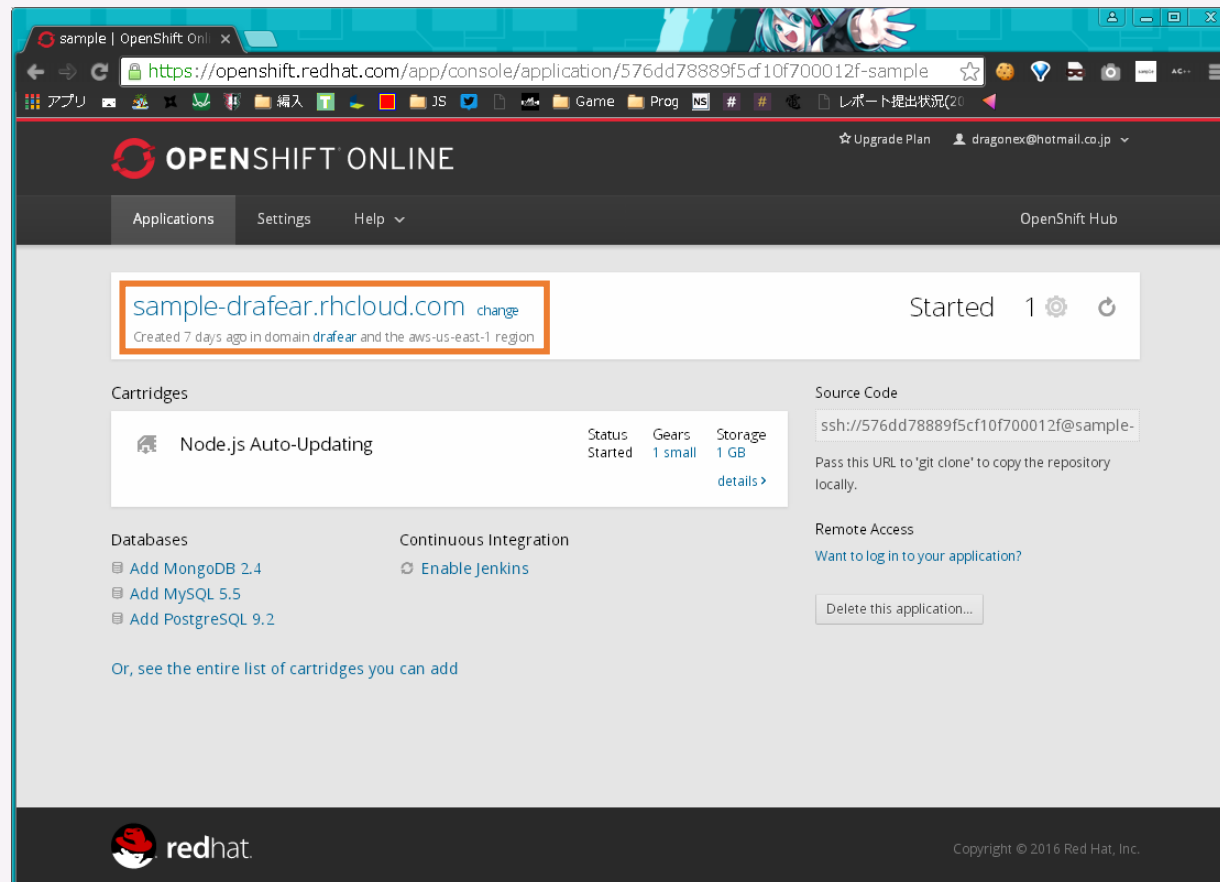 sample | OpenShift Onli
https://openshift.redhat.com/app/console/application/576dd78889f5cf10f700012f-sample
アプリ 編入 T JS Game Prog NS # # レポート提出状況(20
OPENSHIFT ONLINE
Upgrade Plan dragonex@hotmail.co.jp
Applications Settings Help OpenShift Hub
sample-drafear.rhcloud.com change
Started 1
Created 7 days ago in domain drafear and the aws-us-east-1 region
Cartridges
Node.js Auto-Updating
Status Gears Storage
Started 1 small 1 GB
details
Databases
Add MongoDB 2.4
Add MySQL 5.5
Add PostgreSQL 9.2
Continuous Integration
Enable Jenkins
Or, see the entire list of cartridges you can add
Source Code
ssh://576dd78889f5cf10f700012f@sample-
Pass this URL to 'git clone' to copy the repository
locally.
Remote Access
Want to log in to your application?
Delete this application...
redhat.
Copyright © 2016 Red Hat, Inc.